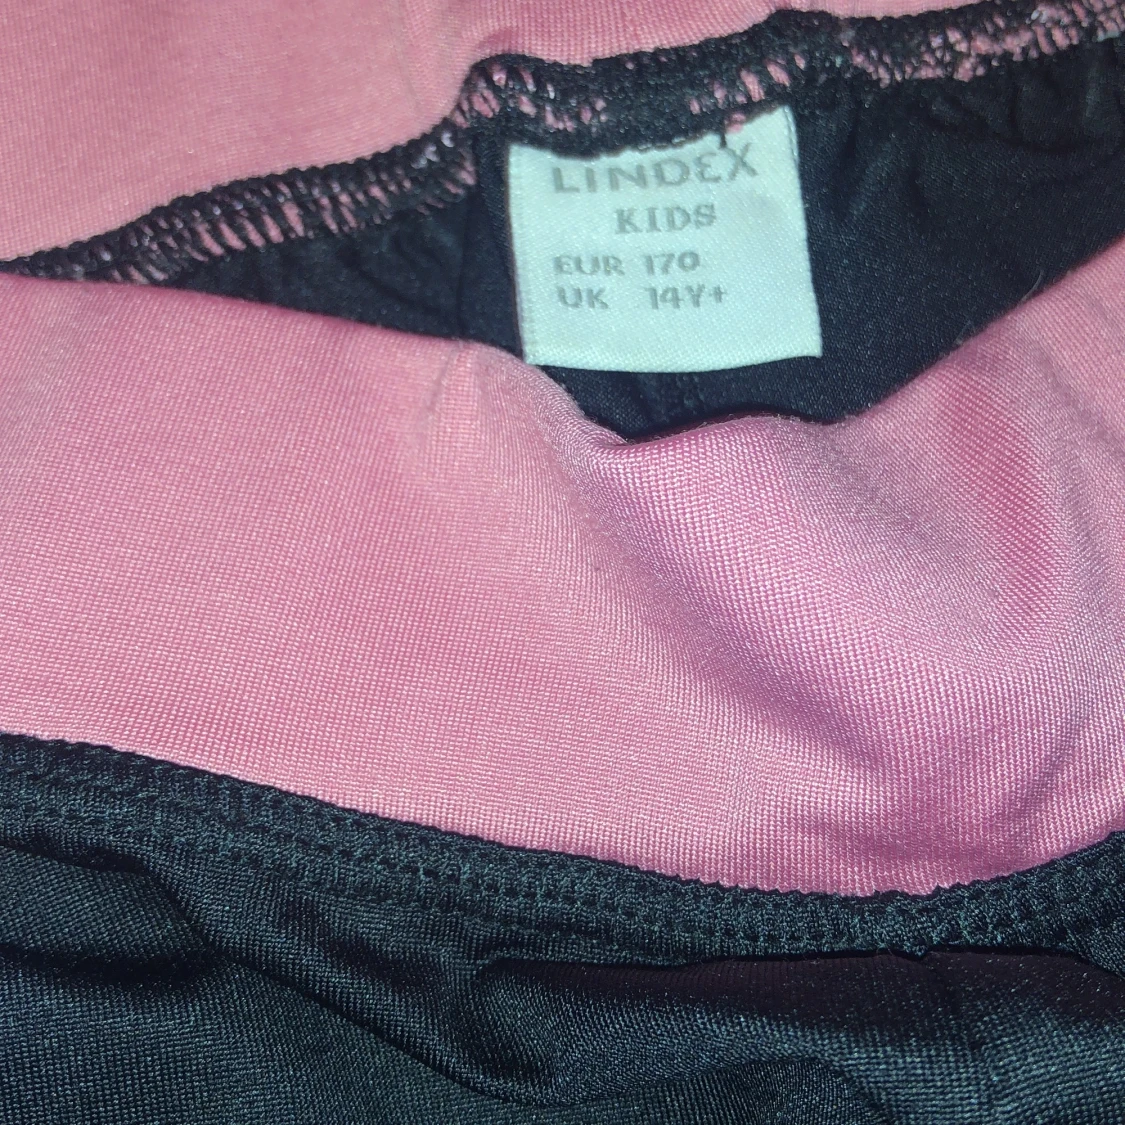 LINDEX
KIDS
EUR 170
UK 14Y+